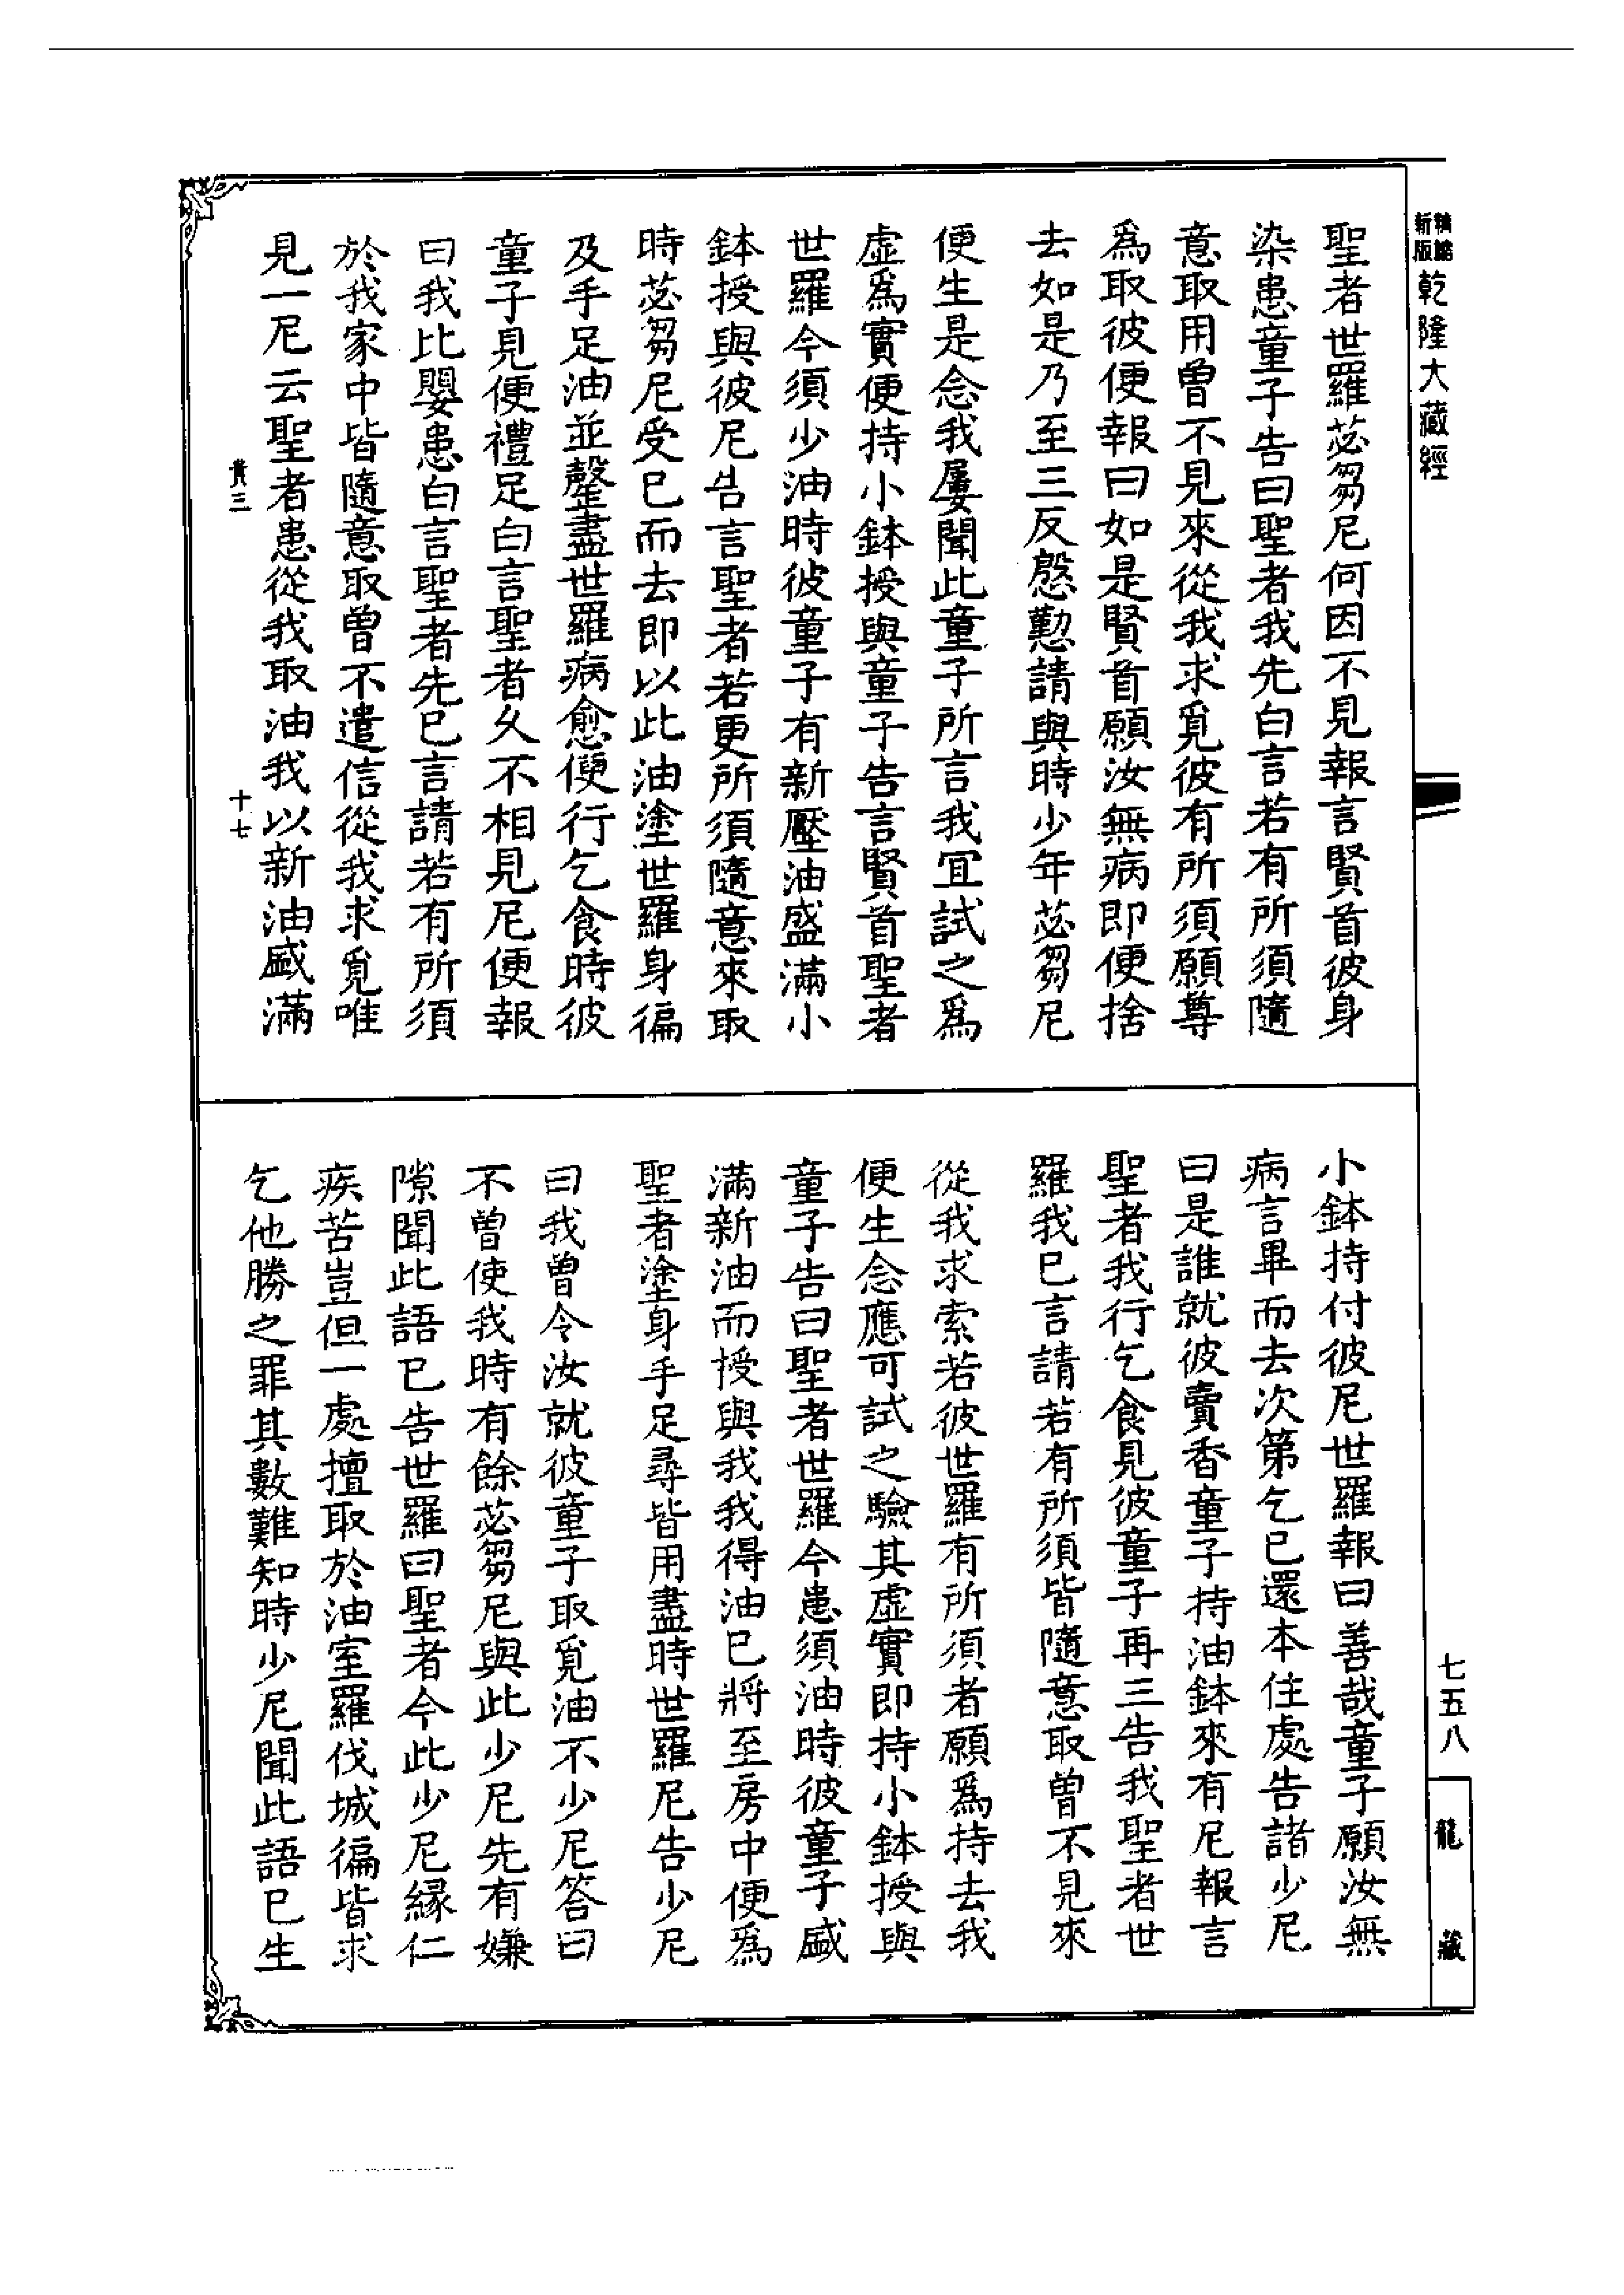 新版精縮乾隆大藏經
聖者世羅苾芻尼何因不見報言賢首彼身
染患童子告曰聖者我先白言若有所須隨
意取用曾不見來從我求覓彼有所須願尊
爲取彼便報曰如是賢首願汝無病即便捨
去如是乃至三反慇懃請與時少年苾芻尼
便生是念我屢聞此童子所言我宜試之爲
虛爲實便持小鉢授與童子告言賢首聖者
世羅今須少油時彼童子有新壓油盛滿小
鉢授與彼尼告言聖者若更所須隨意來取
時苾芻尼受已而去即以此油塗世羅身徧
及手足油並罄盡世羅病愈便行乞食時彼
童子見便禮足白言聖者久不相見尼便報
曰我比嬰患白言聖者先已言請若有所須
於我家中皆隨意取曾不遣信從我求覓唯
見一尼云聖者患從我取油我以新油盛滿
十七
小鉢持付彼尼世羅報曰善哉童子願汝無
病言畢而去次第乞已還本住處告諸少尼
曰是誰就彼賣香童子持油鉢來有尼報言
聖者我行乞食見彼童子再三告我聖者世
羅我已言請若有所須皆隨意取曾不見來
從我求索若彼世羅有所須者願爲持去我
便生念應可試之驗其虛實即持小鉢授與
童子告曰聖者世羅今患須油時彼童子盛
滿新油而授與我我得油已將至房中便爲
聖者塗身手足尋皆用盡時世羅尼告少尼
曰我曾令汝就彼童子取覓油不少尼答曰
不曾使我時有餘苾芻尼與此少尼先有嫌
隙聞此語已告世羅曰聖者今此少尼緣仁
疾苦豈但一處擅取於油室羅伐城徧皆求
乞他勝之罪其數難知時少尼聞此語已生
七五八
龍藏